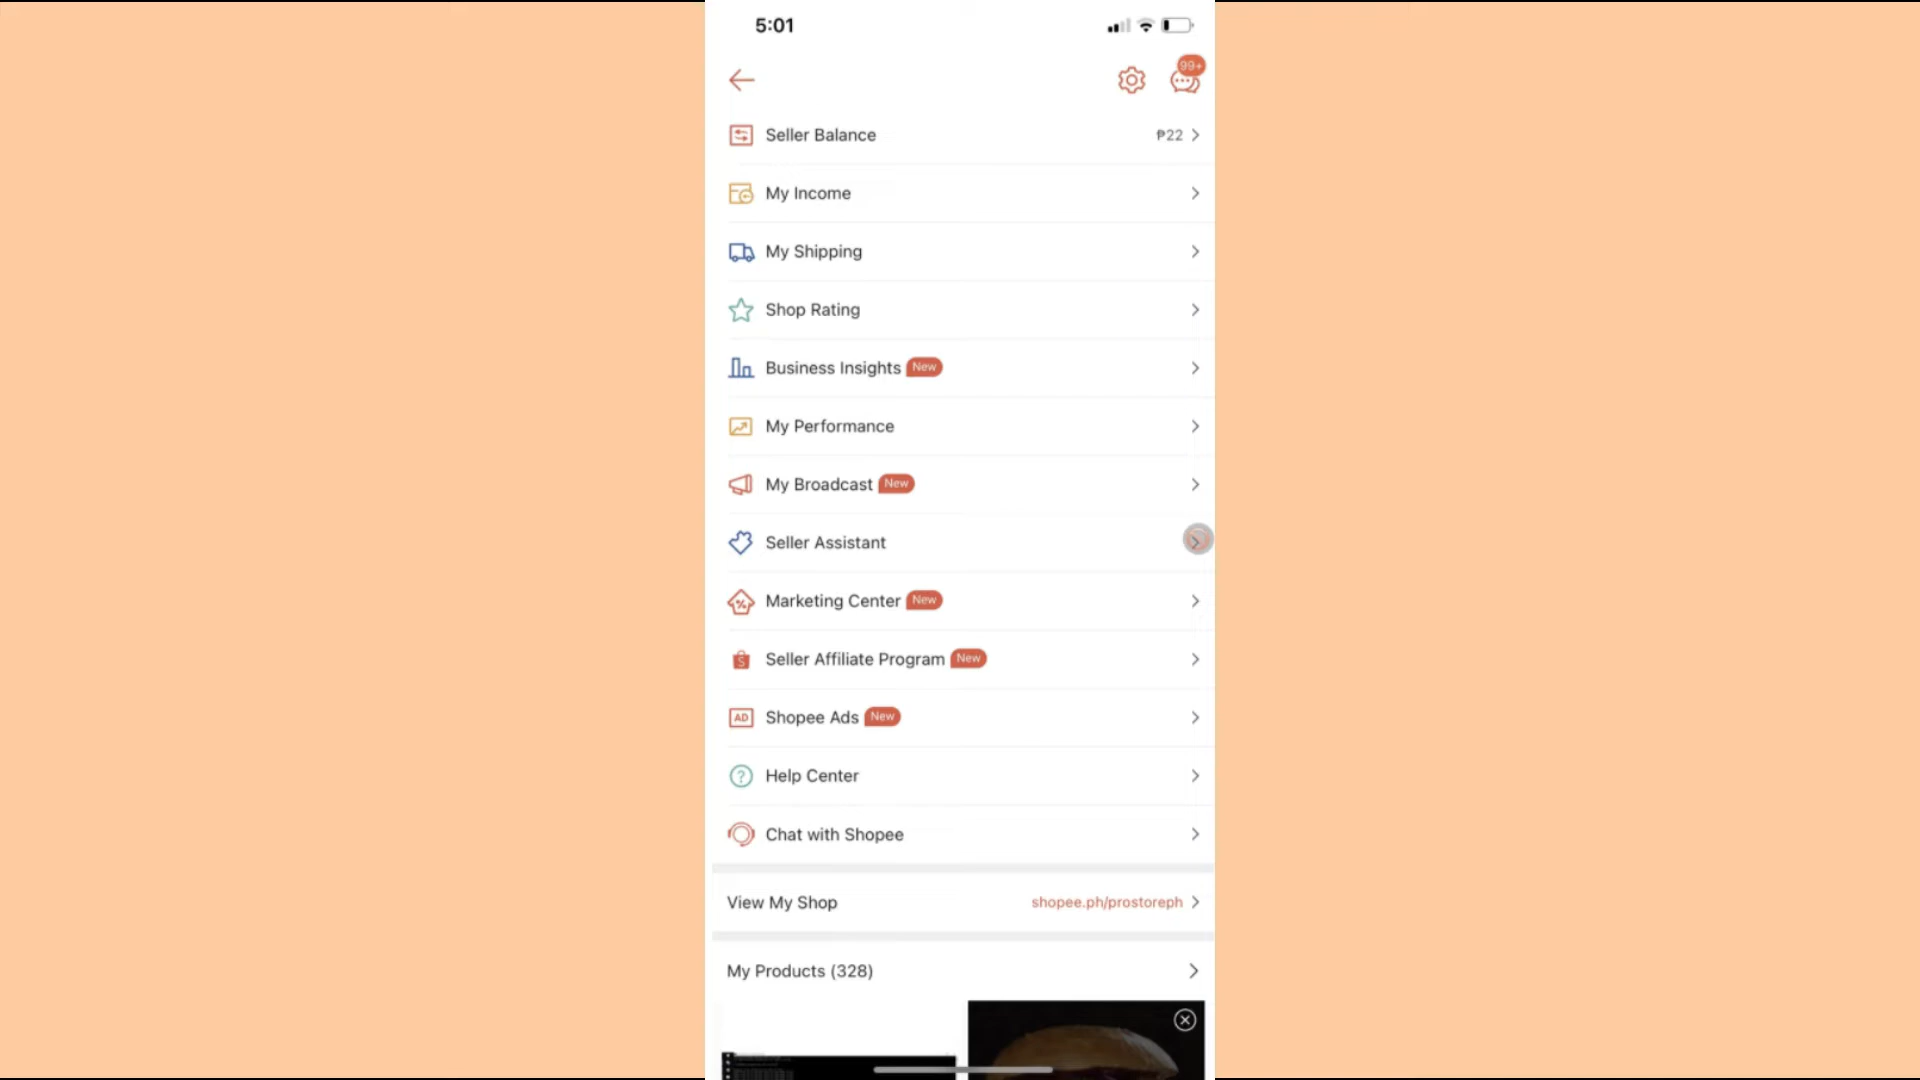 5:01
99+
Seller Balance ₱22
My Income
My Shipping
Shop Rating
Business Insights New
My Performance
My Broadcast New
Seller Assistant
Marketing Center New
Seller Affiliate Program New
AD Shopee Ads New
Help Center
Chat with Shopee
View My Shop shopee.ph/prostoreph
My Products (328)